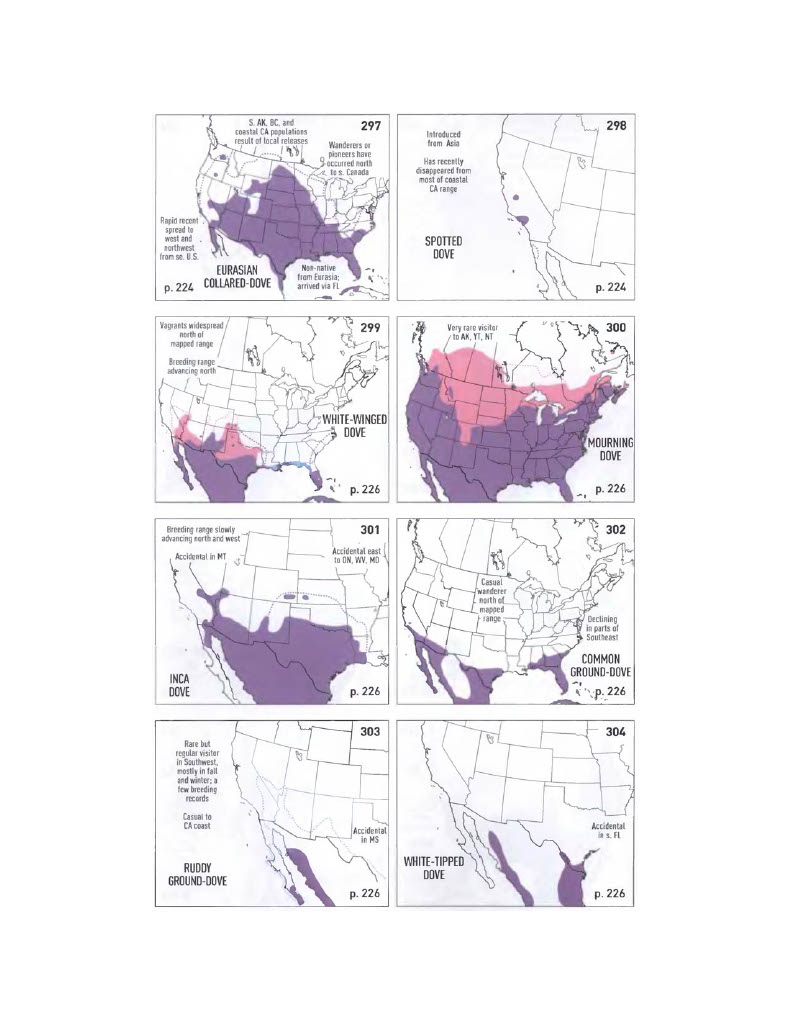 S. AK, BC, and
coastal CA populations
result of local releases
297
Wanderers or
pioneers have
occurred north
to s. Canada
Rapid recent
spread to
west and
northwest
from se. U.S.
EURASIAN
COLLARED-DOVE
Non-native
from Eurasia;
arrived via FL
p. 224
298
Introduced
from Asia
Has recently
disappeared from
most of coastal
CA range
SPOTTED
DOVE
p. 224
Vagrants widespread
north of
mapped range
299
Breeding range
advancing north
WHITE-WINGED
DOVE
p. 226
Very rare visitor
to AK, YT, NT
300
MOURNING
DOVE
p. 226
Breeding range slowly
advancing north and west
301
Accidental in MT
Accidental east
to ON, WV, MD
INCA
DOVE
p. 226
302
Casual
wanderer
north of
mapped
range
Declining
in parts of
Southeast
COMMON
GROUND-DOVE
p. 226
303
Rare but
regular visitor
in Southwest,
mostly in fall
and winter; a
few breeding
records
Casual to
CA coast
Accidental
in MS
RUDDY
GROUND-DOVE
p. 226
304
Accidental
in s. FL
WHITE-TIPPED
DOVE
p. 226